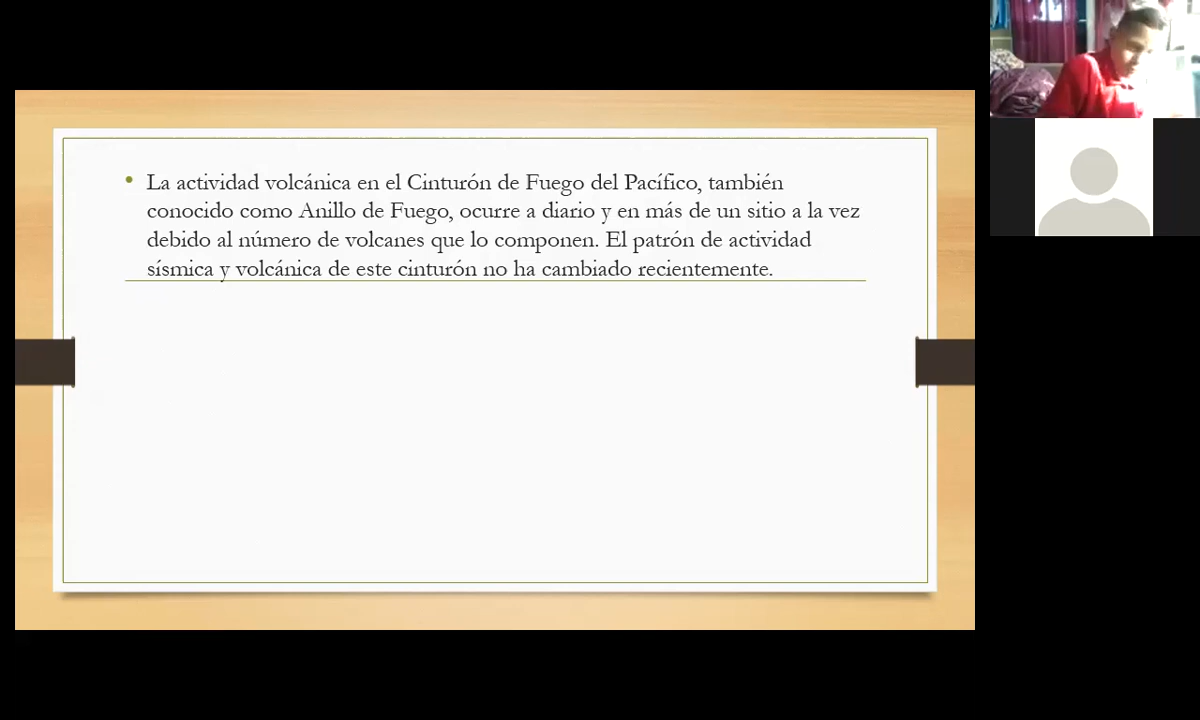 • La actividad volcánica en el Cinturón de Fuego del Pacífico, también
conocido como Anillo de Fuego, ocurre a diario y en más de un sitio a la vez
debido al número de volcanes que lo componen. El patrón de actividad
sísmica y volcánica de este cinturón no ha cambiado recientemente.